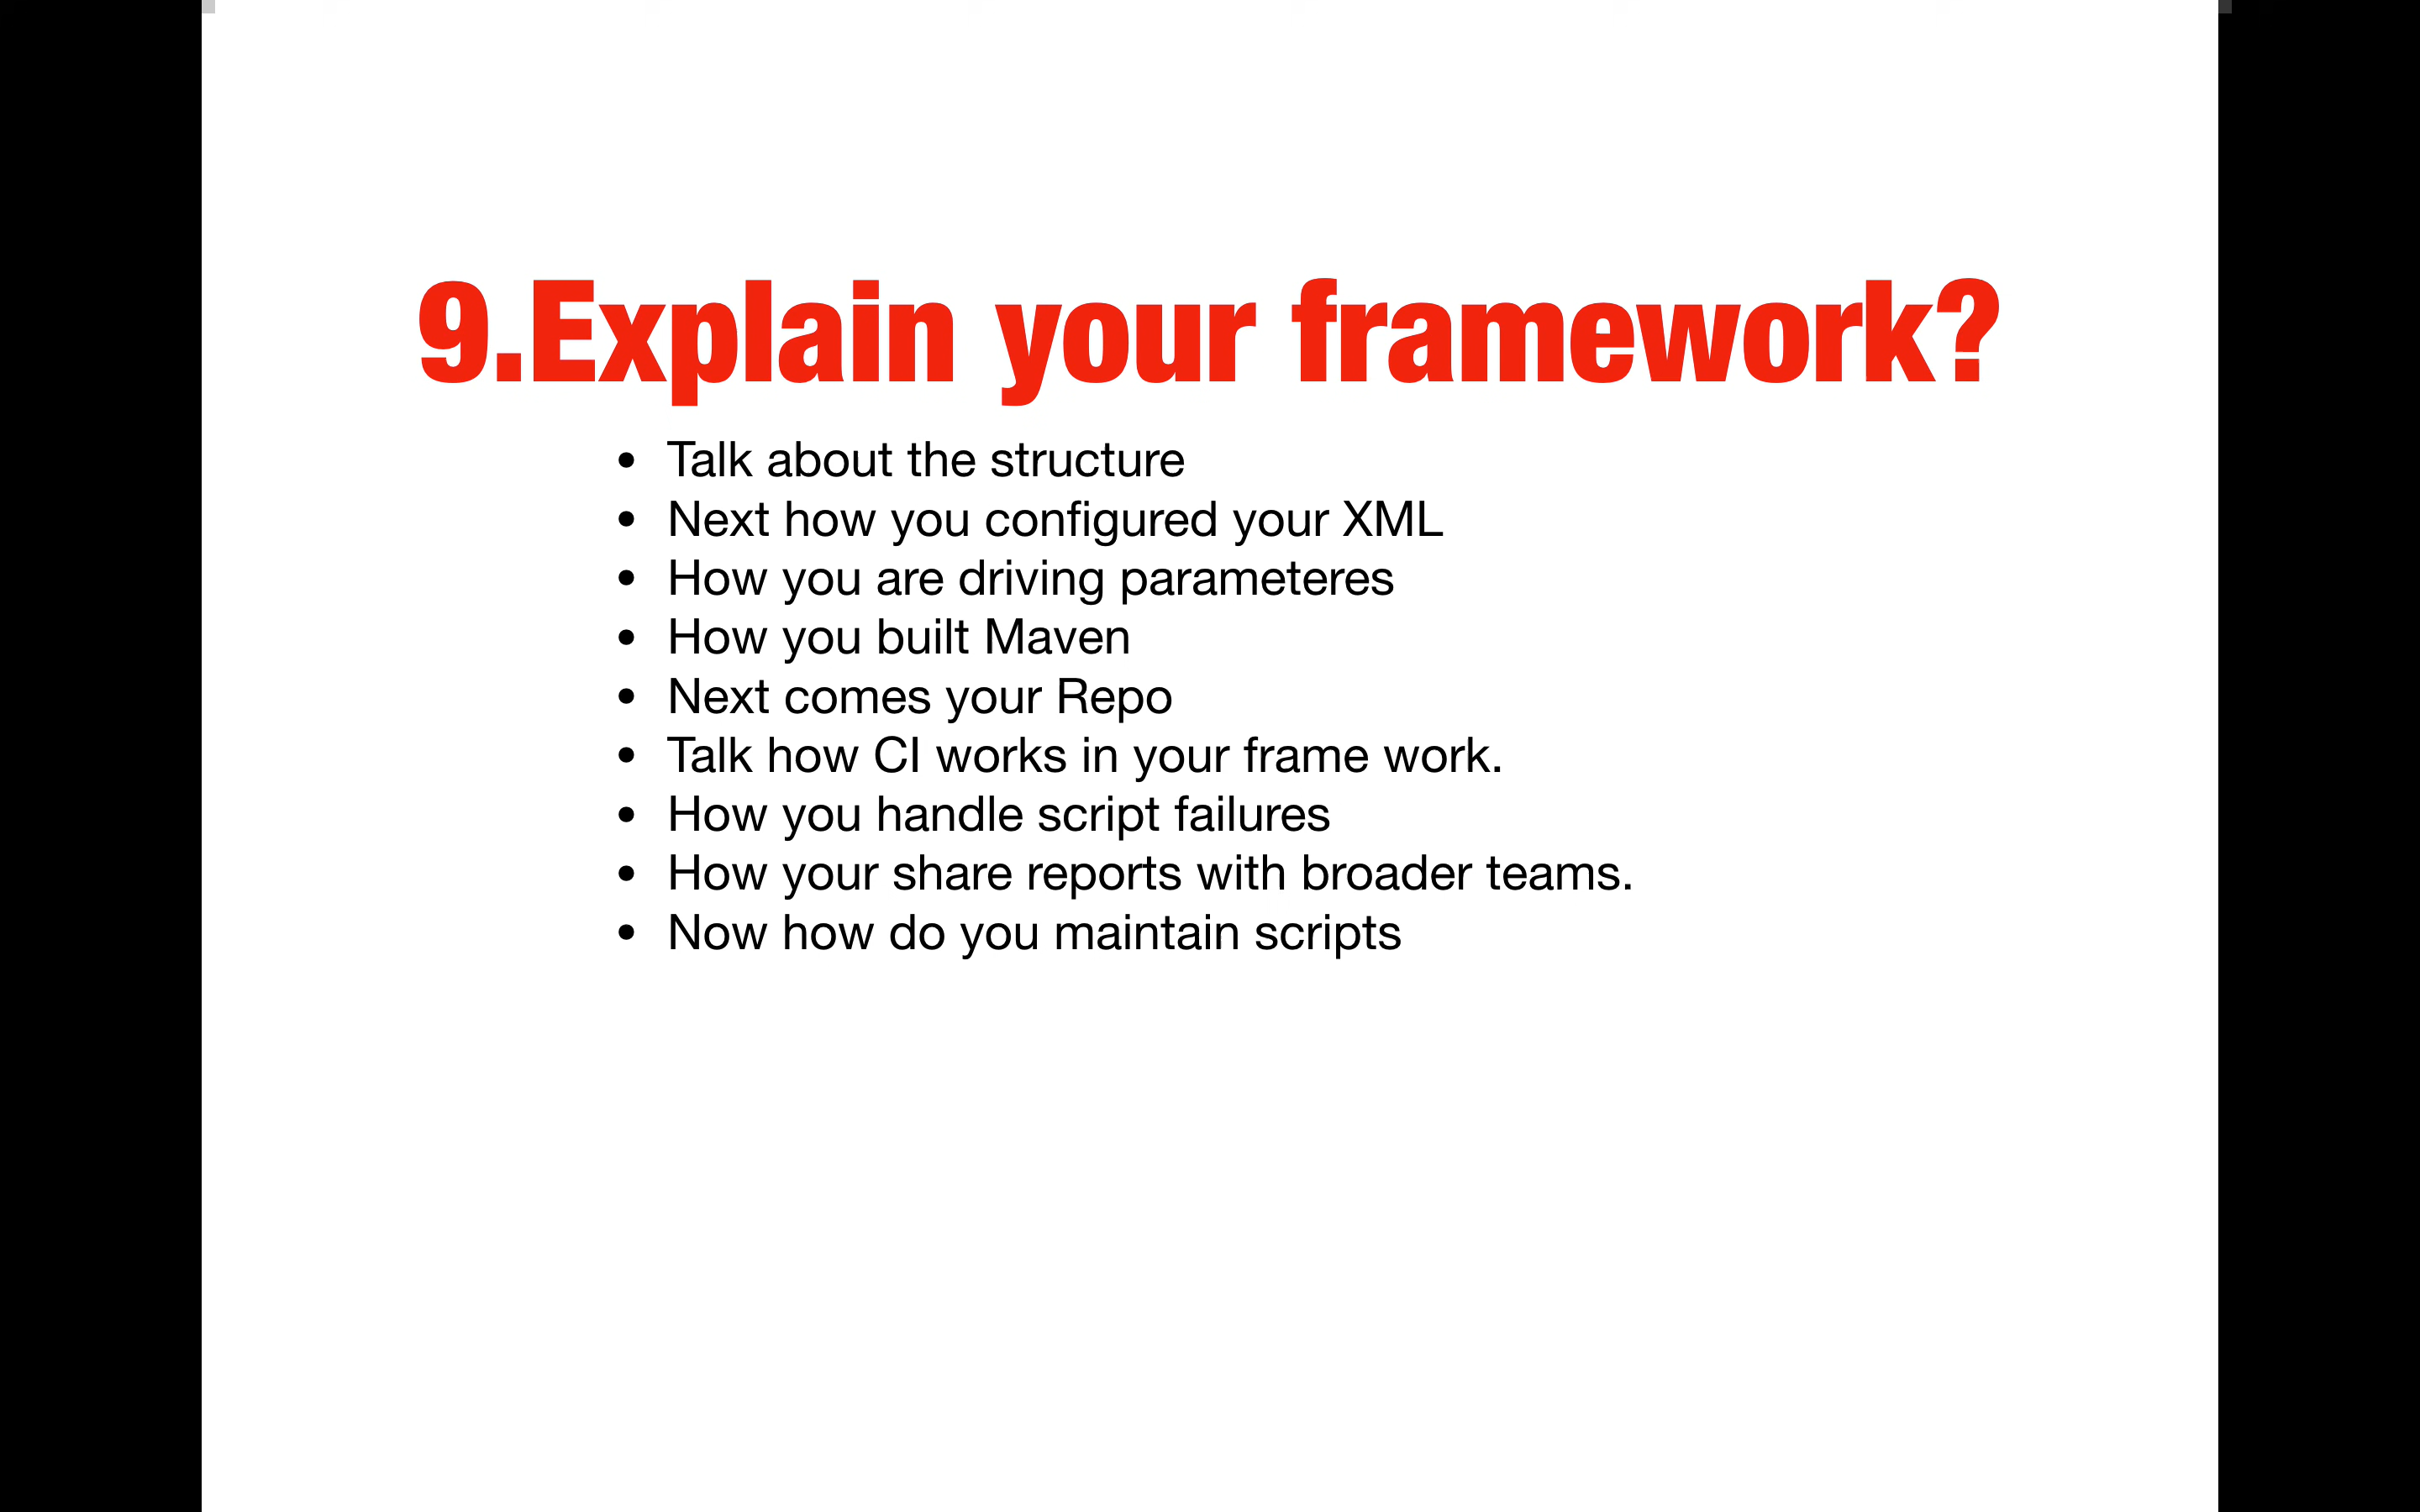 9.Explain your framework?
• Talk about the structure
• Next how you configured your XML
• How you are driving parameteres
• How you built Maven
• Next comes your Repo
• Talk how CI works in your frame work.
• How you handle script failures
• How your share reports with broader teams.
• Now how do you maintain scripts